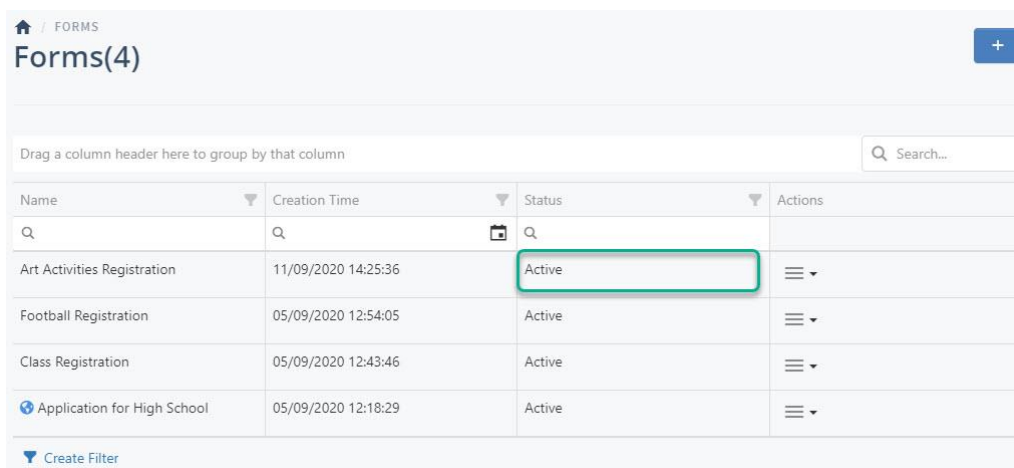 / FORMS
Forms(4)
+
Drag a column header here to group by that column
Search...
Name Creation Time Status Actions
Art Activities Registration 11/09/2020 14:25:36 Active
Football Registration 05/09/2020 12:54:05 Active
Class Registration 05/09/2020 12:43:46 Active
Application for High School 05/09/2020 12:18:29 Active
Create Filter